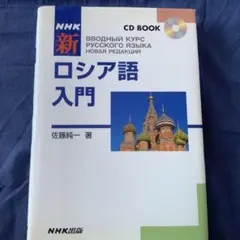 NHK
CD BOOK
新
ВВОДНЫЙ КУРС
РУССКОГО ЯЗЫКА
НОВАЯ РЕДАКЦИЯ
ロシア語
入門
佐藤純一 著
NHK出版